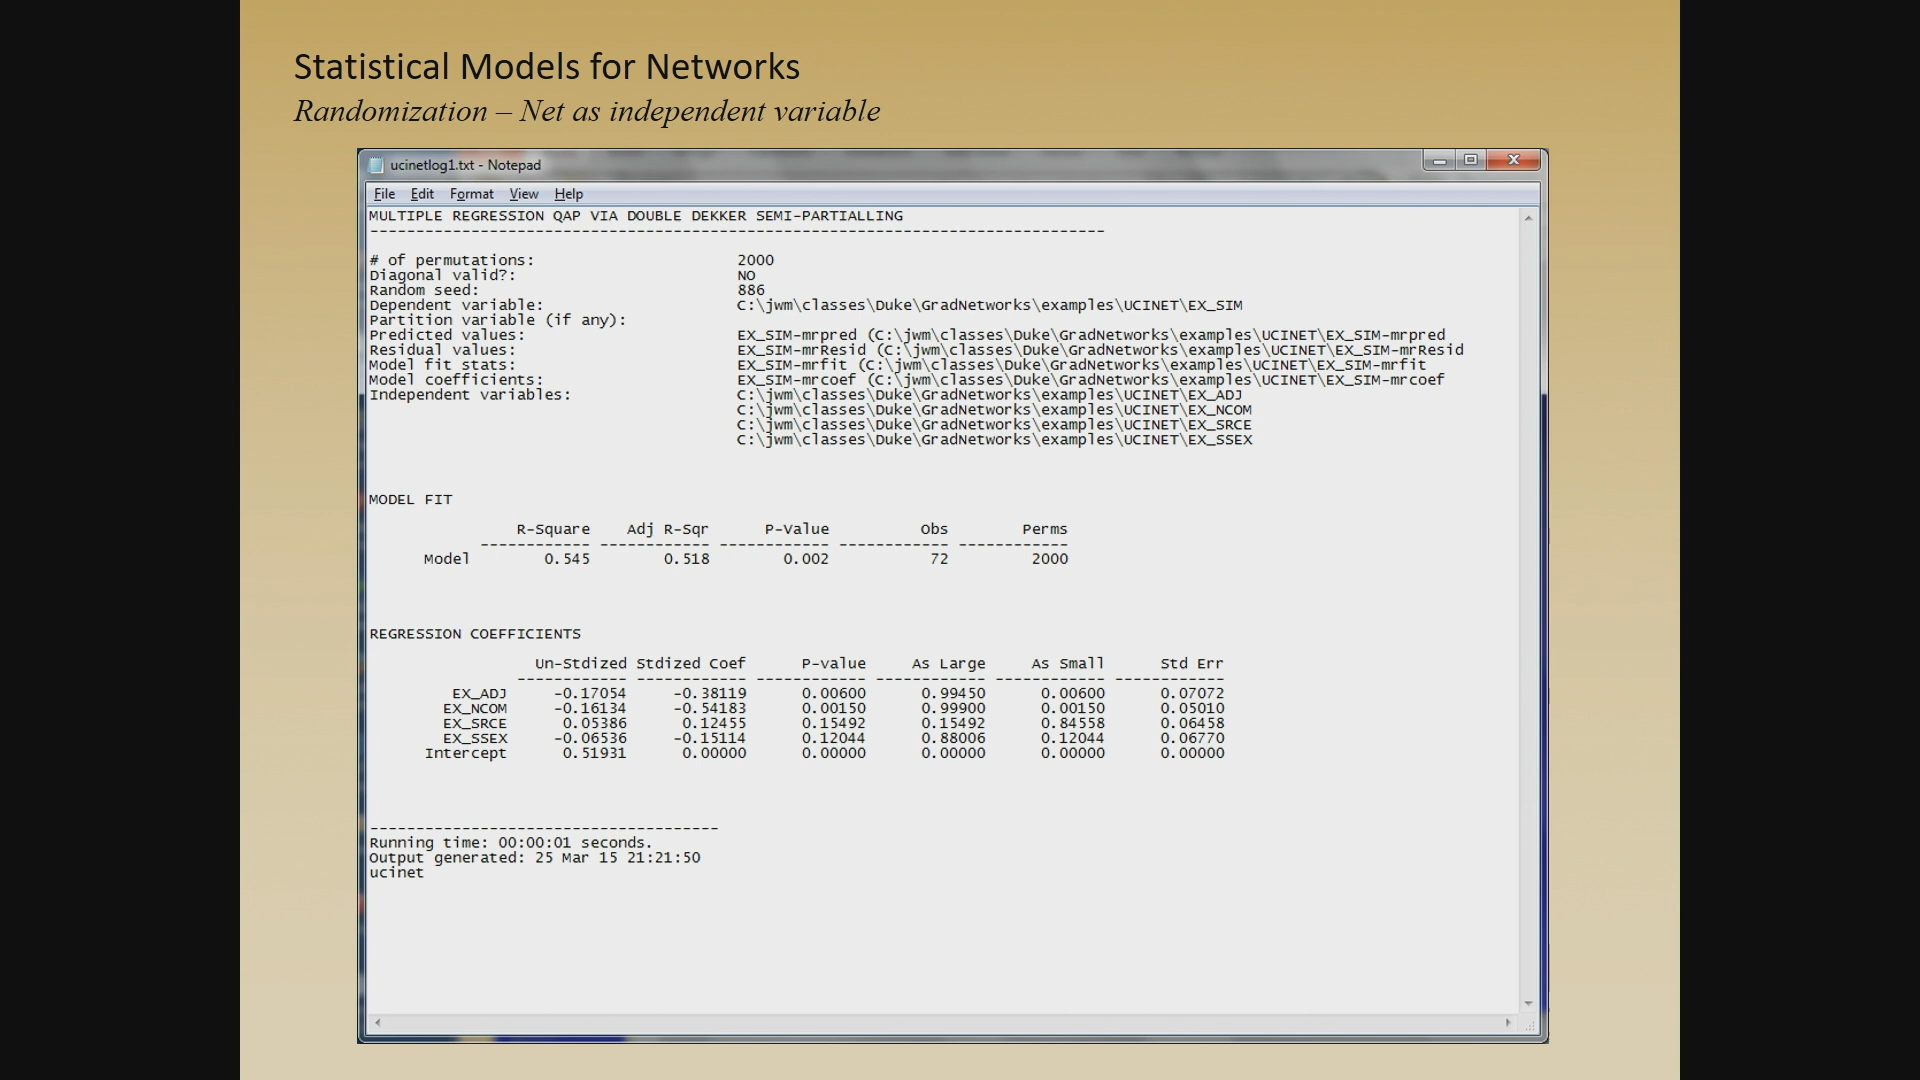 Statistical Models for Networks
Randomization – Net as independent variable
ucinetlog1.txt - Notepad
File Edit Format View Help
MULTIPLE REGRESSION QAP VIA DOUBLE DEKKER SEMI-PARTIALLING
--------------------------------------------------------------------------------
# of permutations: 2000
Diagonal valid?: NO
Random seed: 886
Dependent variable: C:\jwm\classes\Duke\GradNetworks\examples\UCINET\EX_SIM
Partition variable (if any):
Predicted values: EX_SIM-mrpred (C:\jwm\classes\Duke\GradNetworks\examples\UCINET\EX_SIM-mrpred
Residual values: EX_SIM-mrResid (C:\jwm\classes\Duke\GradNetworks\examples\UCINET\EX_SIM-mrResid
Model fit stats: EX_SIM-mrfit (C:\jwm\classes\Duke\GradNetworks\examples\UCINET\EX_SIM-mrfit
Model coefficients: EX_SIM-mrcoef (C:\jwm\classes\Duke\GradNetworks\examples\UCINET\EX_SIM-mrcoef
Independent variables: C:\jwm\classes\Duke\GradNetworks\examples\UCINET\EX_ADJ
C:\jwm\classes\Duke\GradNetworks\examples\UCINET\EX_NCOM
C:\jwm\classes\Duke\GradNetworks\examples\UCINET\EX_SRCE
C:\jwm\classes\Duke\GradNetworks\examples\UCINET\EX_SSEX
MODEL FIT
R-Square Adj R-Sqr P-Value Obs Perms
------------ ------------ ------------ ------------ ------------
Model 0.545 0.518 0.002 72 2000
REGRESSION COEFFICIENTS
Un-Stdized Stdized Coef P-value As Large As Small Std Err
------------ ------------ ------------ ------------ ------------ ------------
EX_ADJ -0.17054 -0.38119 0.00600 0.99450 0.00600 0.07072
EX_NCOM -0.16134 -0.54183 0.00150 0.99900 0.00150 0.05010
EX_SRCE 0.05386 0.12455 0.15492 0.15492 0.84558 0.06458
EX_SSEX -0.06536 -0.15114 0.12044 0.88006 0.12044 0.06770
Intercept 0.51931 0.00000 0.00000 0.00000 0.00000 0.00000
--------------------------------------
Running time: 00:00:01 seconds.
Output generated: 25 Mar 15 21:21:50
ucinet